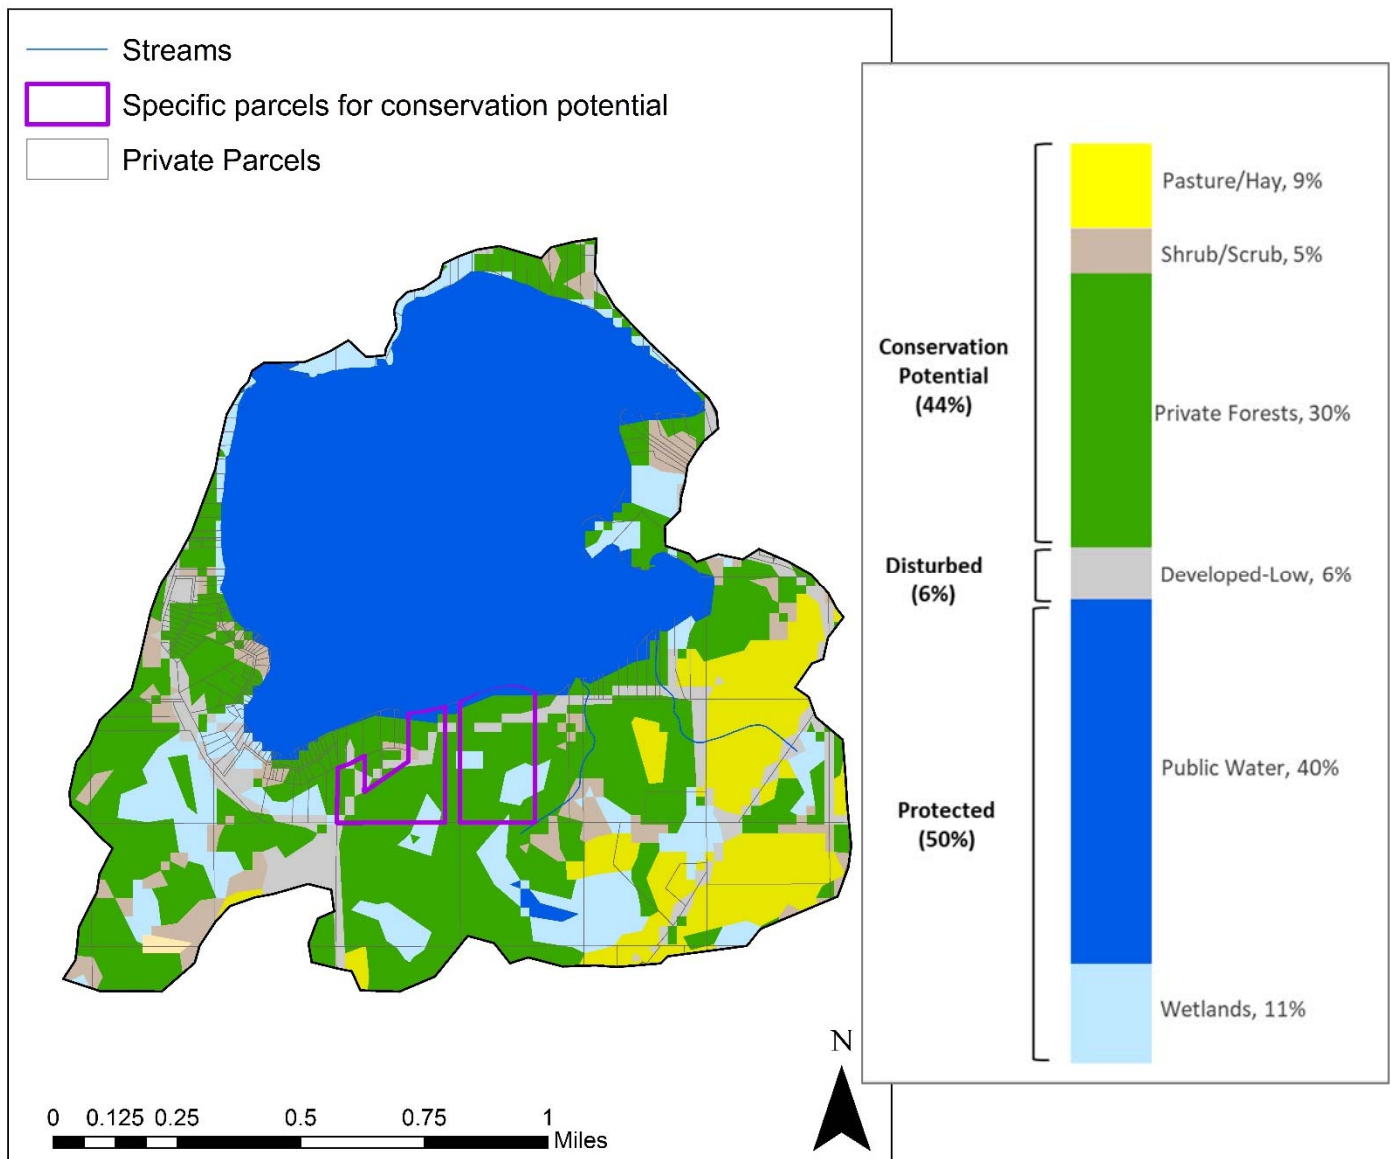 Streams
Specific parcels for conservation potential
Private Parcels
Pasture/Hay, 9%
Shrub/Scrub, 5%
Conservation
Potential
(44%)
Private Forests, 30%
Disturbed
(6%)
Developed-Low, 6%
Public Water, 40%
Protected
(50%)
Wetlands, 11%
N
0 0.125 0.25 0.5 0.75 1
Miles